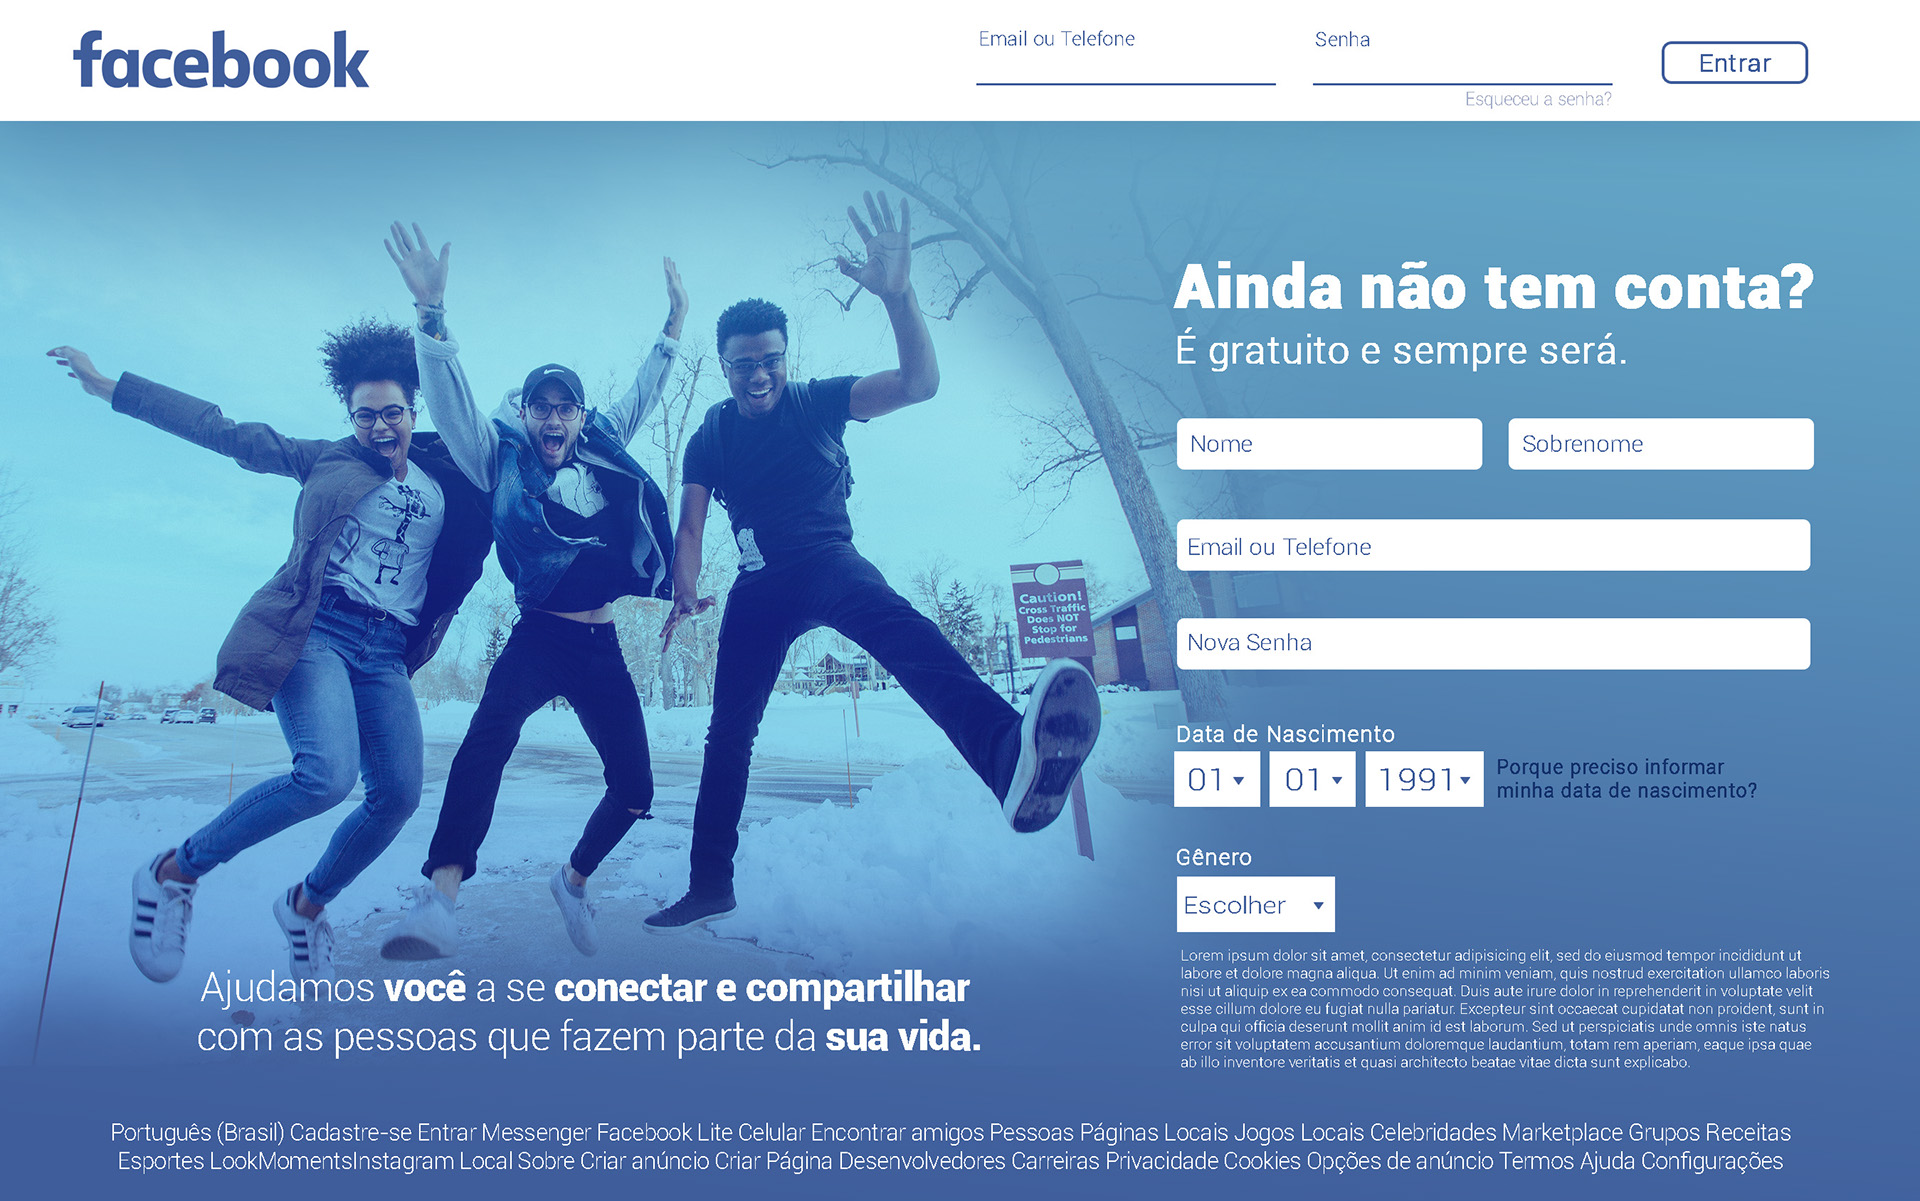 facebook
Email ou Telefone
Senha
Entrar
Esqueceu a senha?
Ainda não tem conta?
É gratuito e sempre será.
Nome
Sobrenome
Email ou Telefone
Nova Senha
Caution!
Cross Traffic
Does NOT
Stop for
Pedestrians
Data de Nascimento
01 01 1991
Porque preciso informar
minha data de nascimento?
Gênero
Escolher
Lorem ipsum dolor sit amet, consectetur adipisicing elit, sed do eiusmod tempor incididunt ut
labore et dolore magna aliqua. Ut enim ad minim veniam, quis nostrud exercitation ullamco laboris
nisi ut aliquip ex ea commodo consequat. Duis aute irure dolor in reprehenderit in voluptate velit
esse cillum dolore eu fugiat nulla pariatur. Excepteur sint occaecat cupidatat non proident, sunt in
culpa qui officia deserunt mollit anim id est laborum. Sed ut perspiciatis unde omnis iste natus
error sit voluptatem accusantium doloremque laudantium, totam rem aperiam, eaque ipsa quae
ab illo inventore veritatis et quasi architecto beatae vitae dicta sunt explicabo.
Ajudamos você a se conectar e compartilhar
com as pessoas que fazem parte da sua vida.
Português (Brasil) Cadastre-se Entrar Messenger Facebook Lite Celular Encontrar amigos Pessoas Páginas Locais Jogos Locais Celebridades Marketplace Grupos Receitas
Esportes LookMomentsInstagram Local Sobre Criar anúncio Criar Página Desenvolvedores Carreiras Privacidade Cookies Opções de anúncio Termos Ajuda Configurações